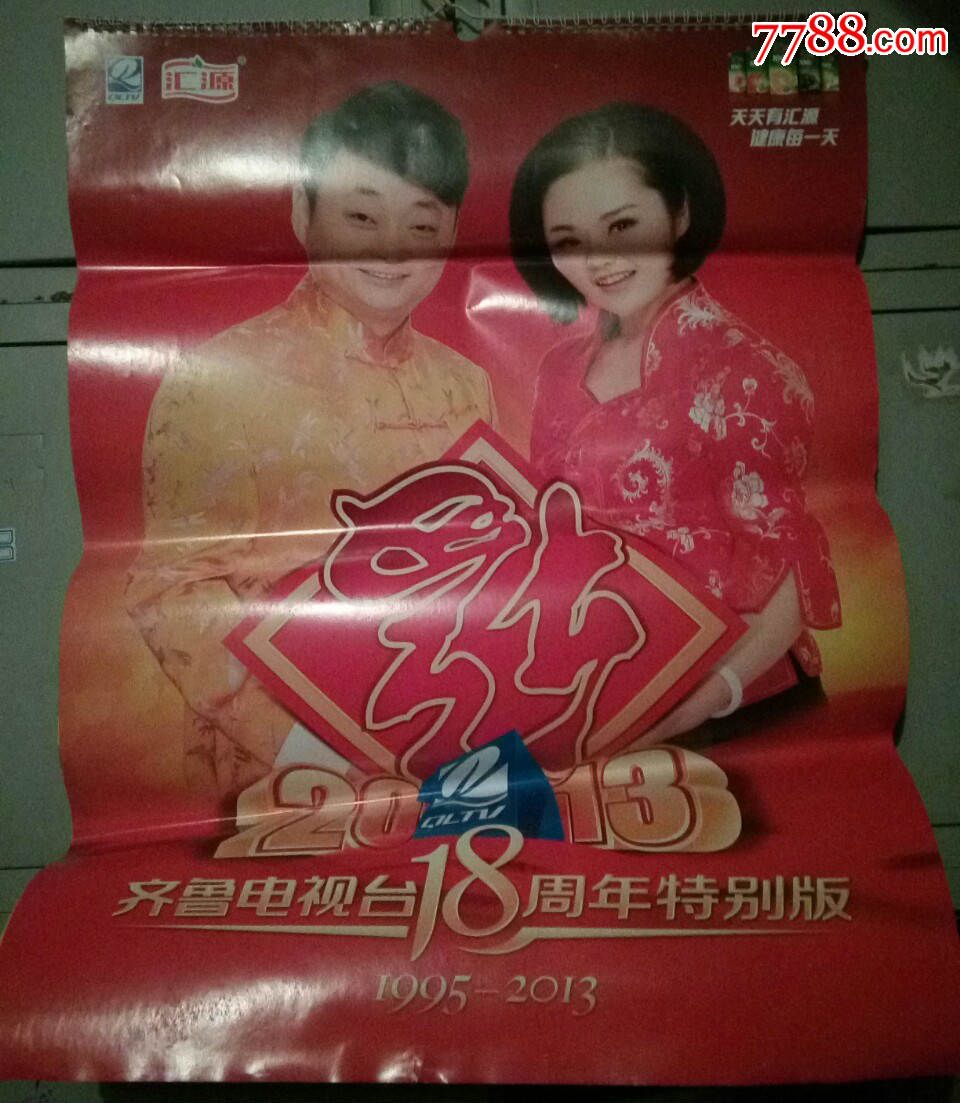 7788.com
QLTV
汇源®
天天有汇源
健康每一天
2013
QLTV
齐鲁电视台18周年特别版
1995-2013